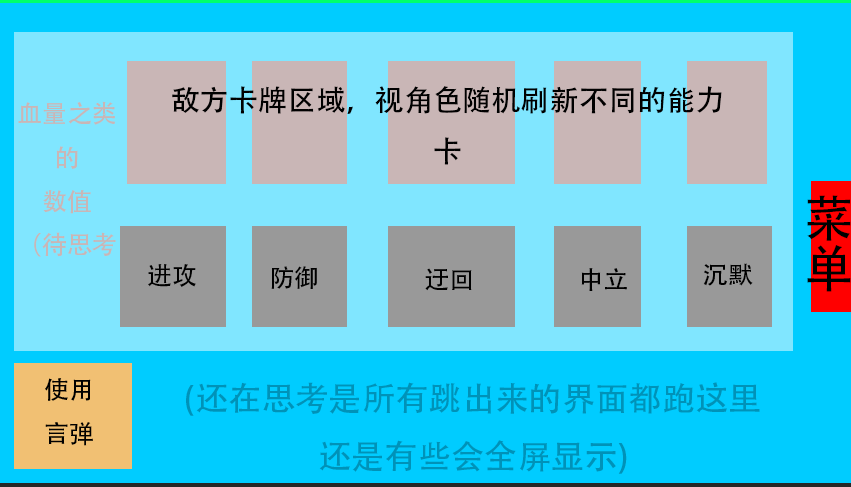 敌方卡牌区域，视角色随机刷新不同的能力
卡
血量之类
的
数值
（待思考
进攻
防御
迂回
中立
沉默
菜
单
使用
言弹
(还在思考是所有跳出来的界面都跑这里
还是有些会全屏显示)